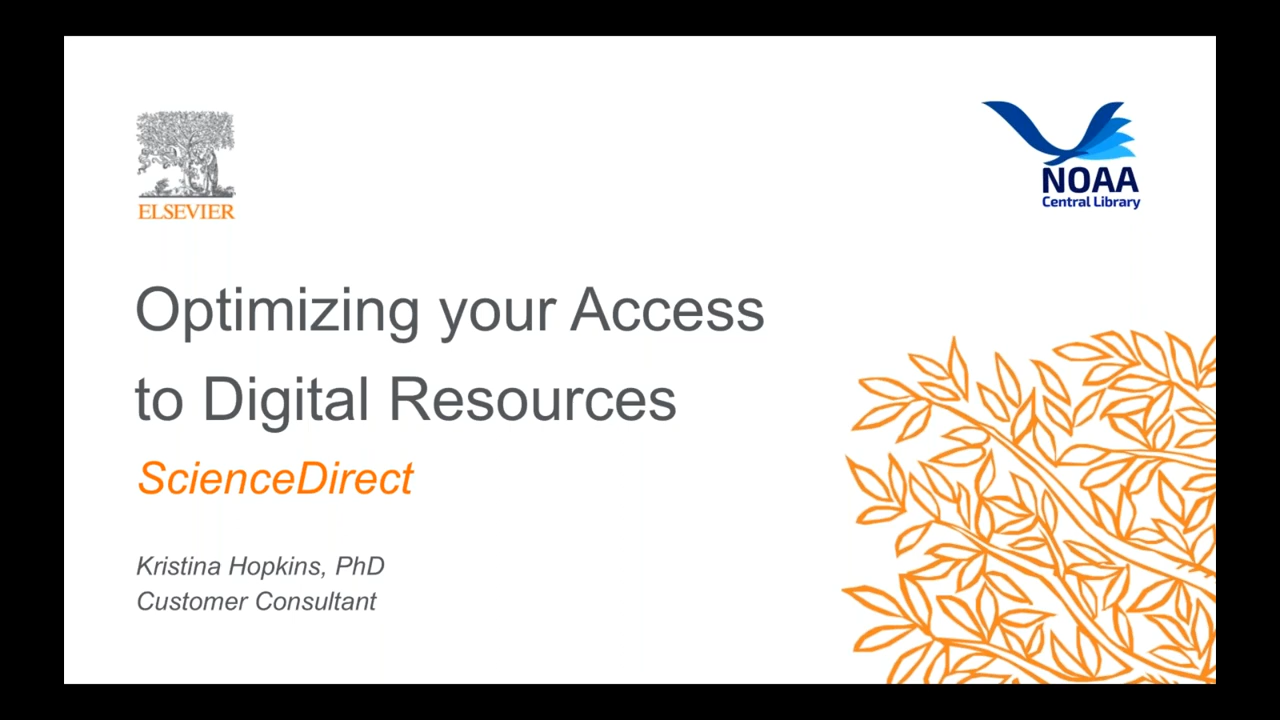 ELSEVIER
NOAA
Central Library
Optimizing your Access
to Digital Resources
ScienceDirect
Kristina Hopkins, PhD
Customer Consultant